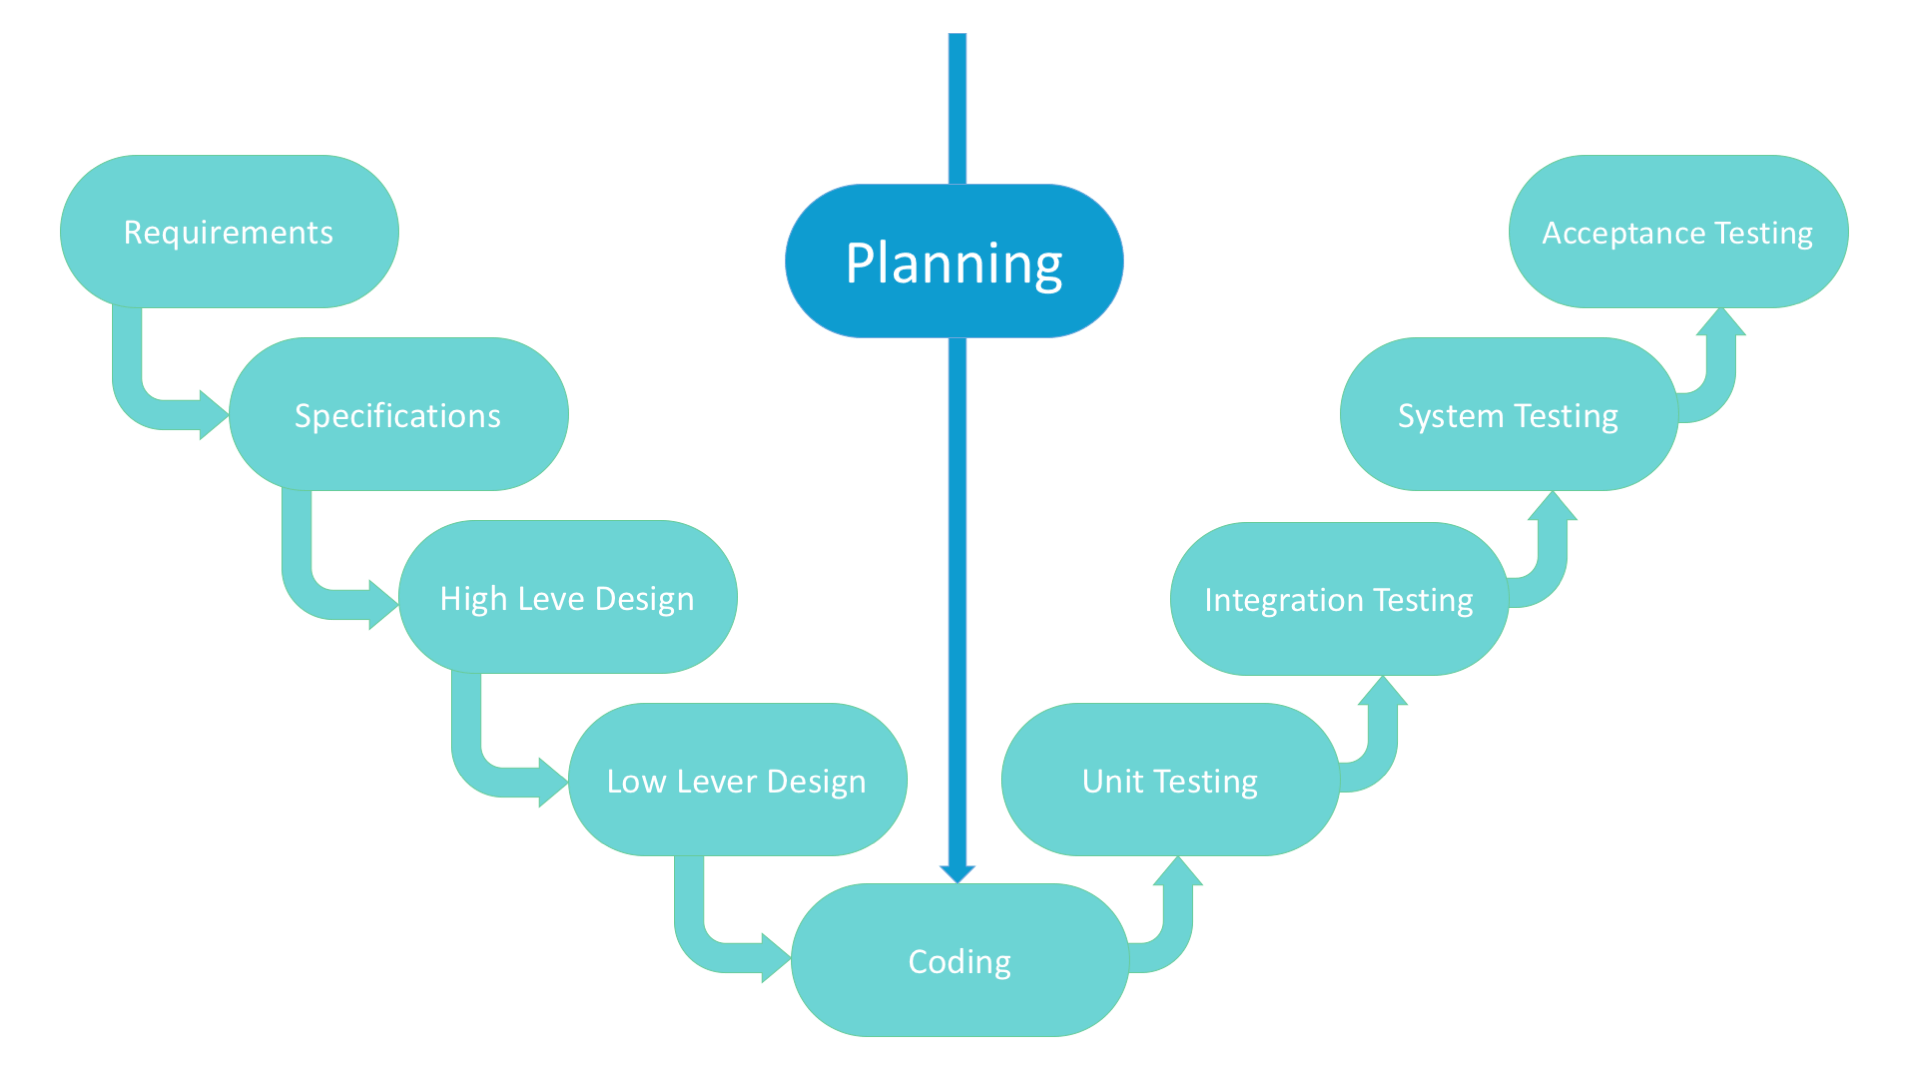 Requirements
Planning
Acceptance Testing
Specifications
System Testing
High Leve Design
Integration Testing
Low Lever Design
Unit Testing
Coding